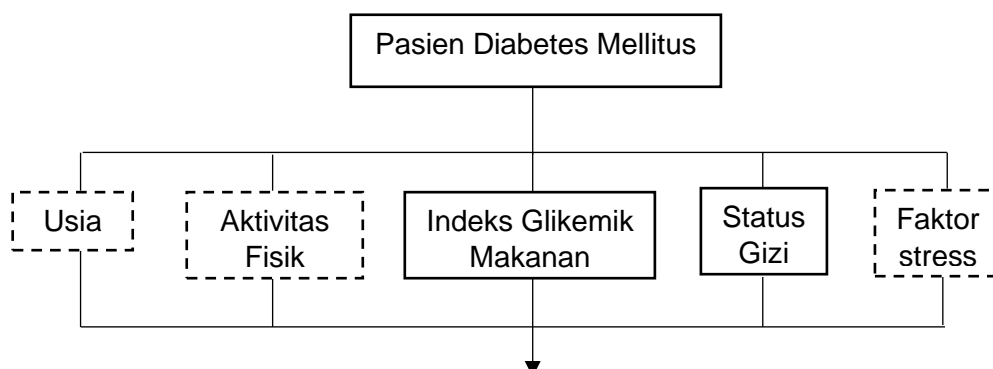 Pasien Diabetes Mellitus
Usia
Aktivitas
Fisik
Indeks Glikemik
Makanan
Status
Gizi
Faktor
stress